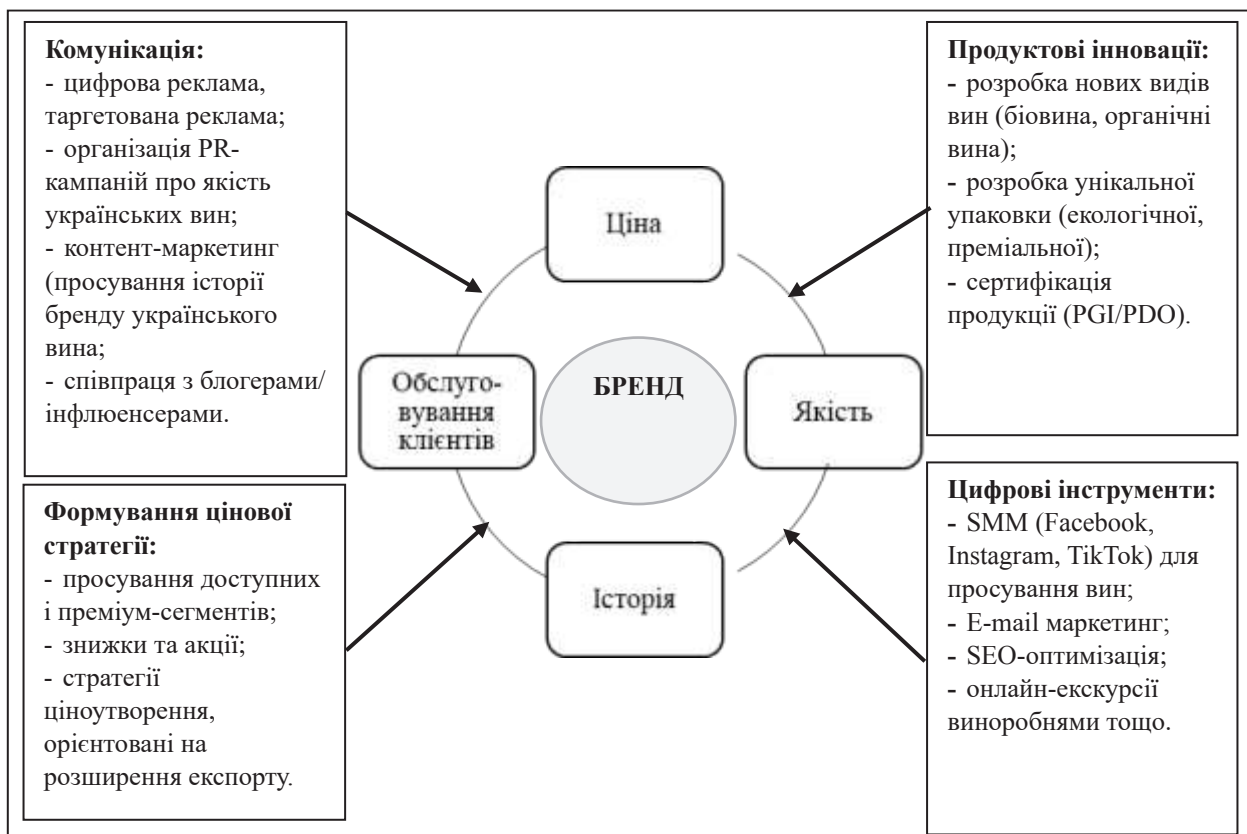 Комунікація:
- цифрова реклама,
таргетована реклама;
- організація PR-
кампаній про якість
українських вин;
- контент-маркетинг
(просування історії
бренду українського
вина;
- співпраця з блогерами/
інфлюенсерами.
Формування цінової
стратегії:
- просування доступних
і преміум-сегментів;
- знижки та акції;
- стратегії
ціноутворення,
орієнтовані на
розширення експорту.
Ціна
Обслуго-
вування
клієнтів
БРЕНД
Якість
Історія
Продуктові інновації:
- розробка нових видів
вин (біовина, органічні
вина);
- розробка унікальної
упаковки (екологічної,
преміальної);
- сертифікація
продукції (PGI/PDO).
Цифрові інструменти:
- SMM (Facebook,
Instagram, TikTok) для
просування вин;
- E-mail маркетинг;
- SEO-оптимізація;
- онлайн-екскурсії
виноробнями тощо.